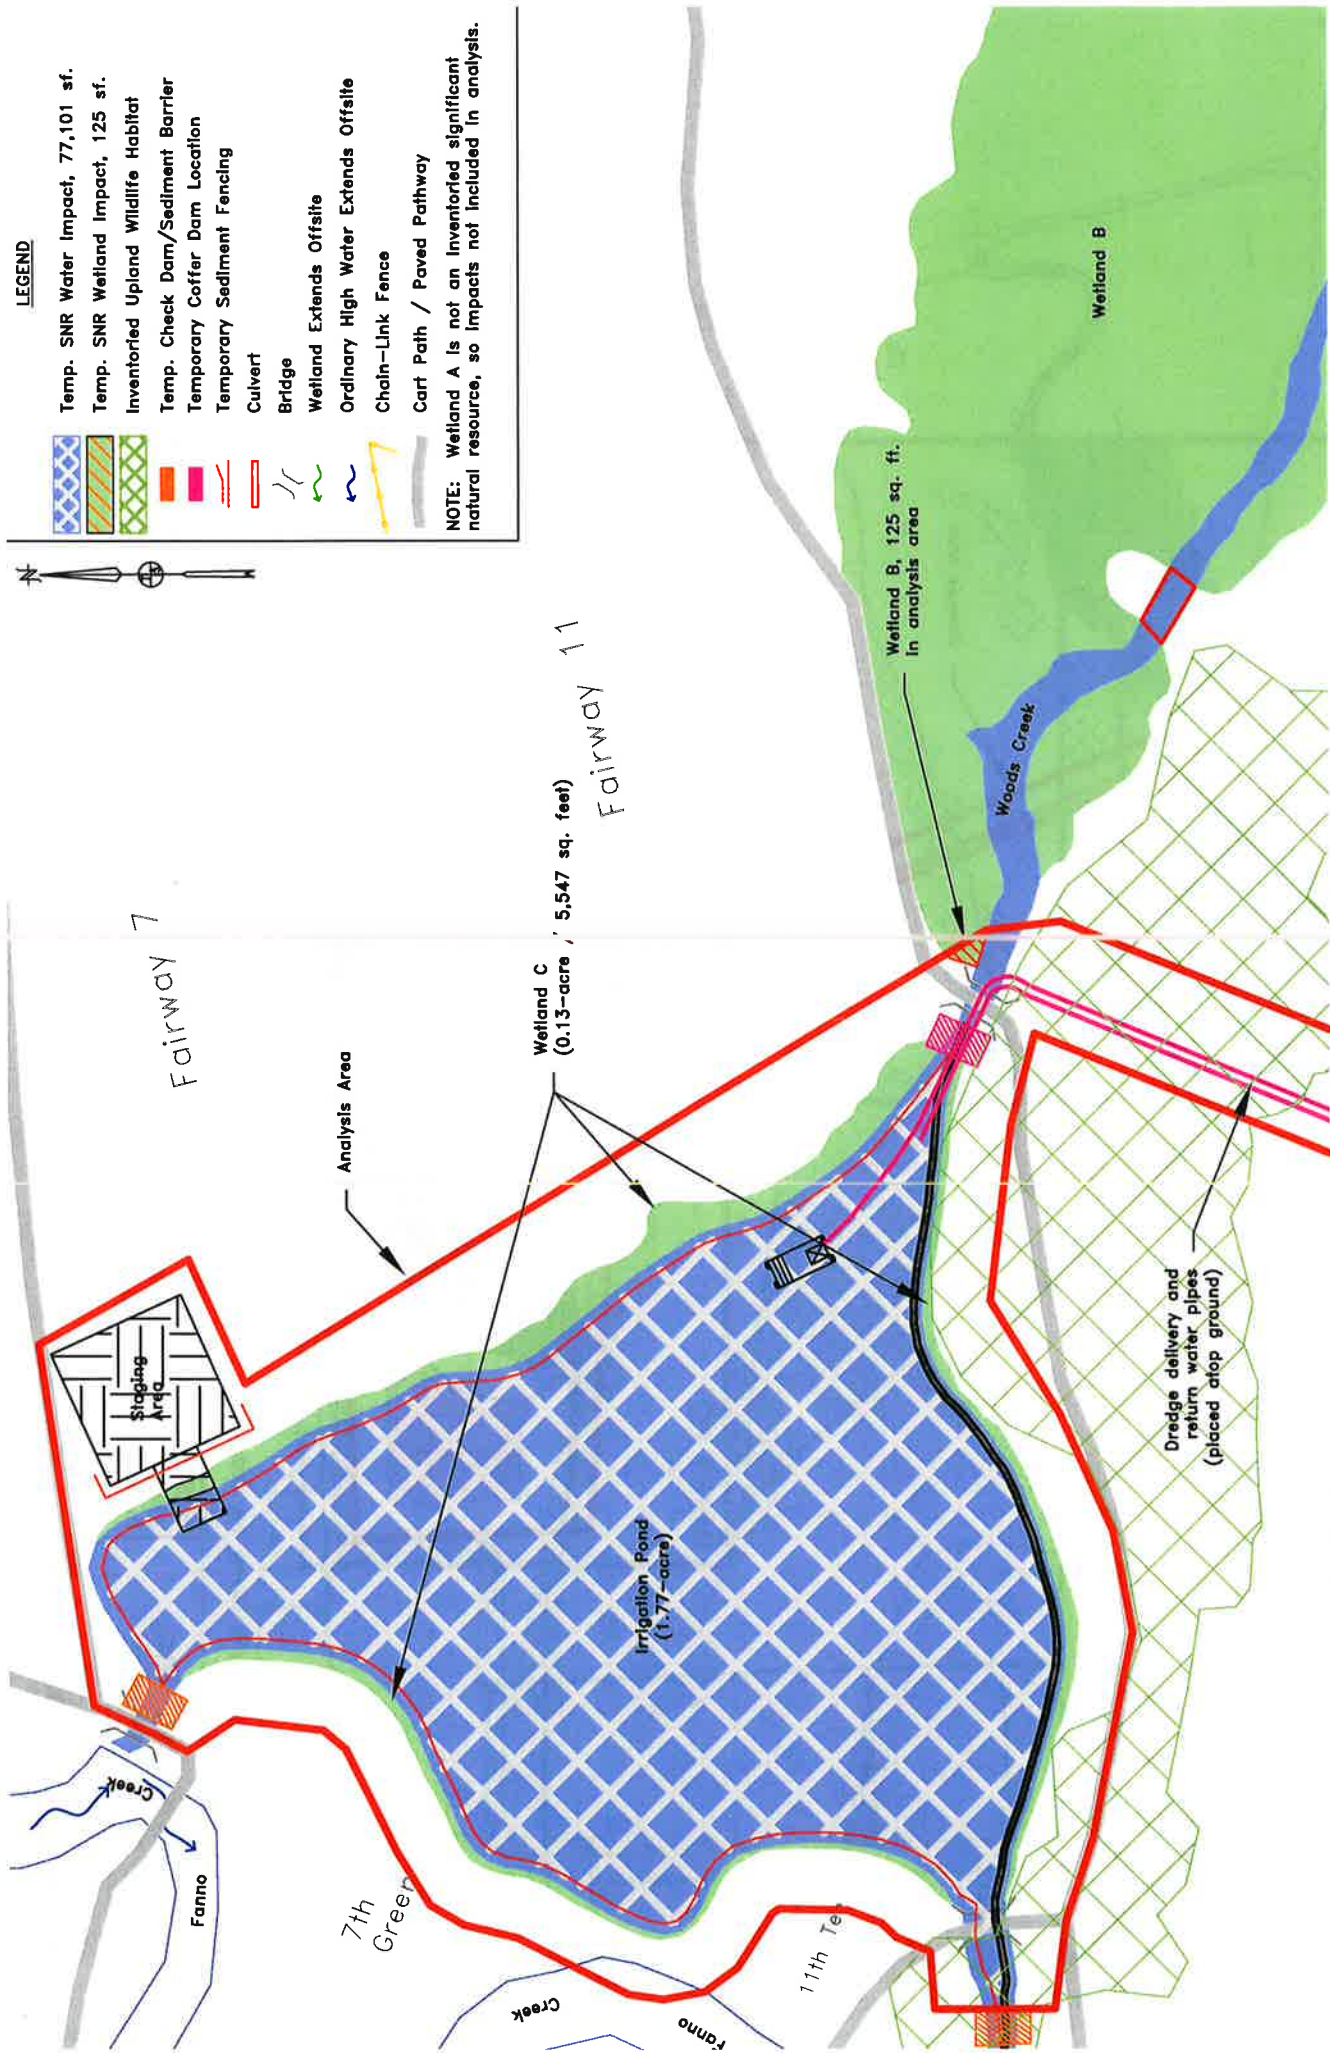 LEGEND
Temp. SNR Water Impact, 77,101 sf.
Temp. SNR Wetland Impact, 125 sf.
Inventoried Upland Wildlife Habitat
Temp. Check Dam/Sediment Barrier
Temporary Coffer Dam Location
Temporary Sediment Fencing
Culvert
Bridge
Wetland Extends Offsite
Ordinary High Water Extends Offsite
Chain-Link Fence
Cart Path / Paved Pathway
NOTE: Wetland A is not an inventoried significant
natural resource, so impacts not included in analysis.
N
Fairway 7
Fairway 11
Analysis Area
Wetland C
(0.13-acre / 5,547 sq. feet)
Wetland B, 125 sq. ft.
in analysis area
Wetland B
Woods Creek
Staging
Area
Irrigation Pond
(1.77-acre)
Dredge delivery and
return water pipes
(placed atop ground)
Fanno
Creek
7th
Green
11th Tee
Fanno
Creek